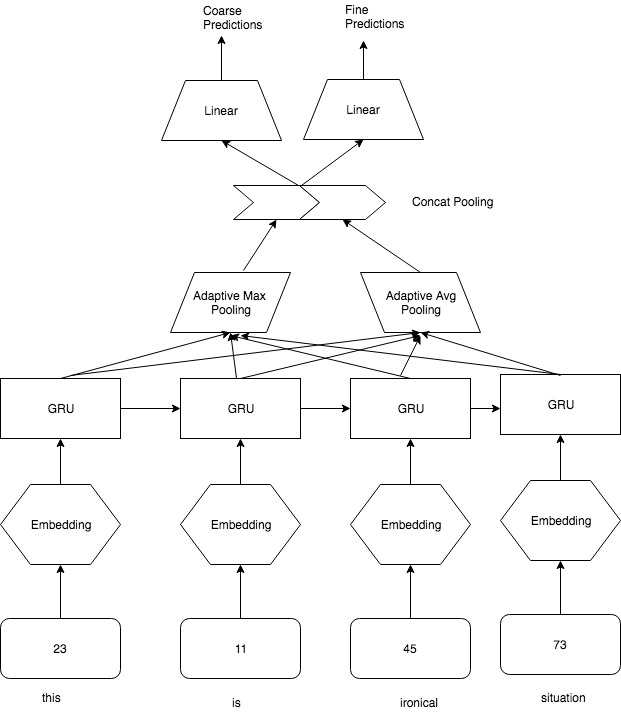 Coarse
Predictions
Fine
Predictions
Linear
Linear
Concat Pooling
Adaptive Max
Pooling
Adaptive Avg
Pooling
GRU
GRU
GRU
GRU
Embedding
Embedding
Embedding
Embedding
23
11
45
73
this
is
ironical
situation